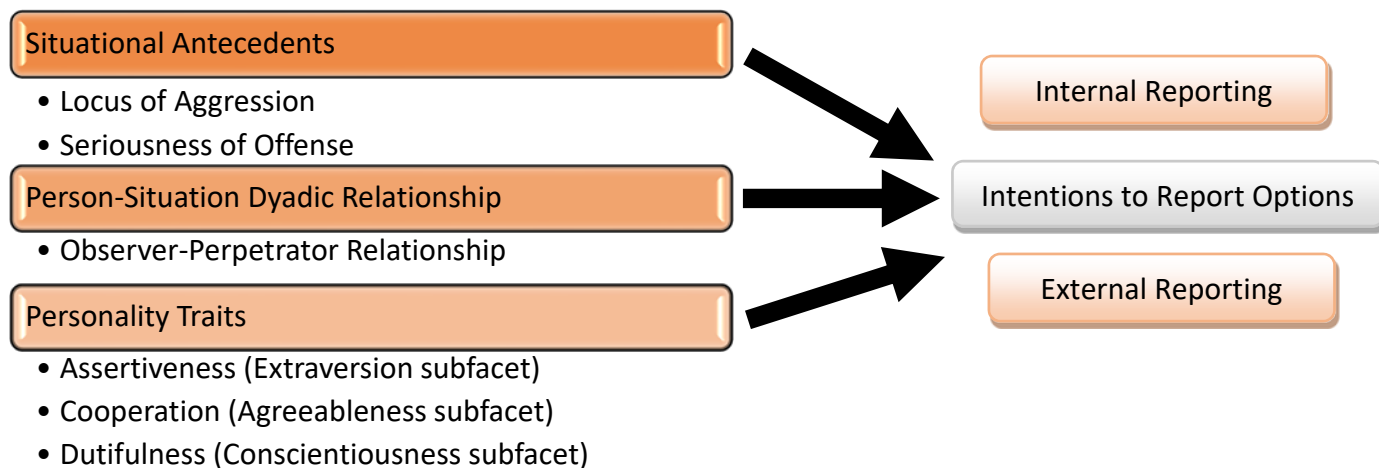 Situational Antecedents
• Locus of Aggression
• Seriousness of Offense
Person-Situation Dyadic Relationship
• Observer-Perpetrator Relationship
Personality Traits
• Assertiveness (Extraversion subfacet)
• Cooperation (Agreeableness subfacet)
• Dutifulness (Conscientiousness subfacet)
Internal Reporting
Intentions to Report Options
External Reporting